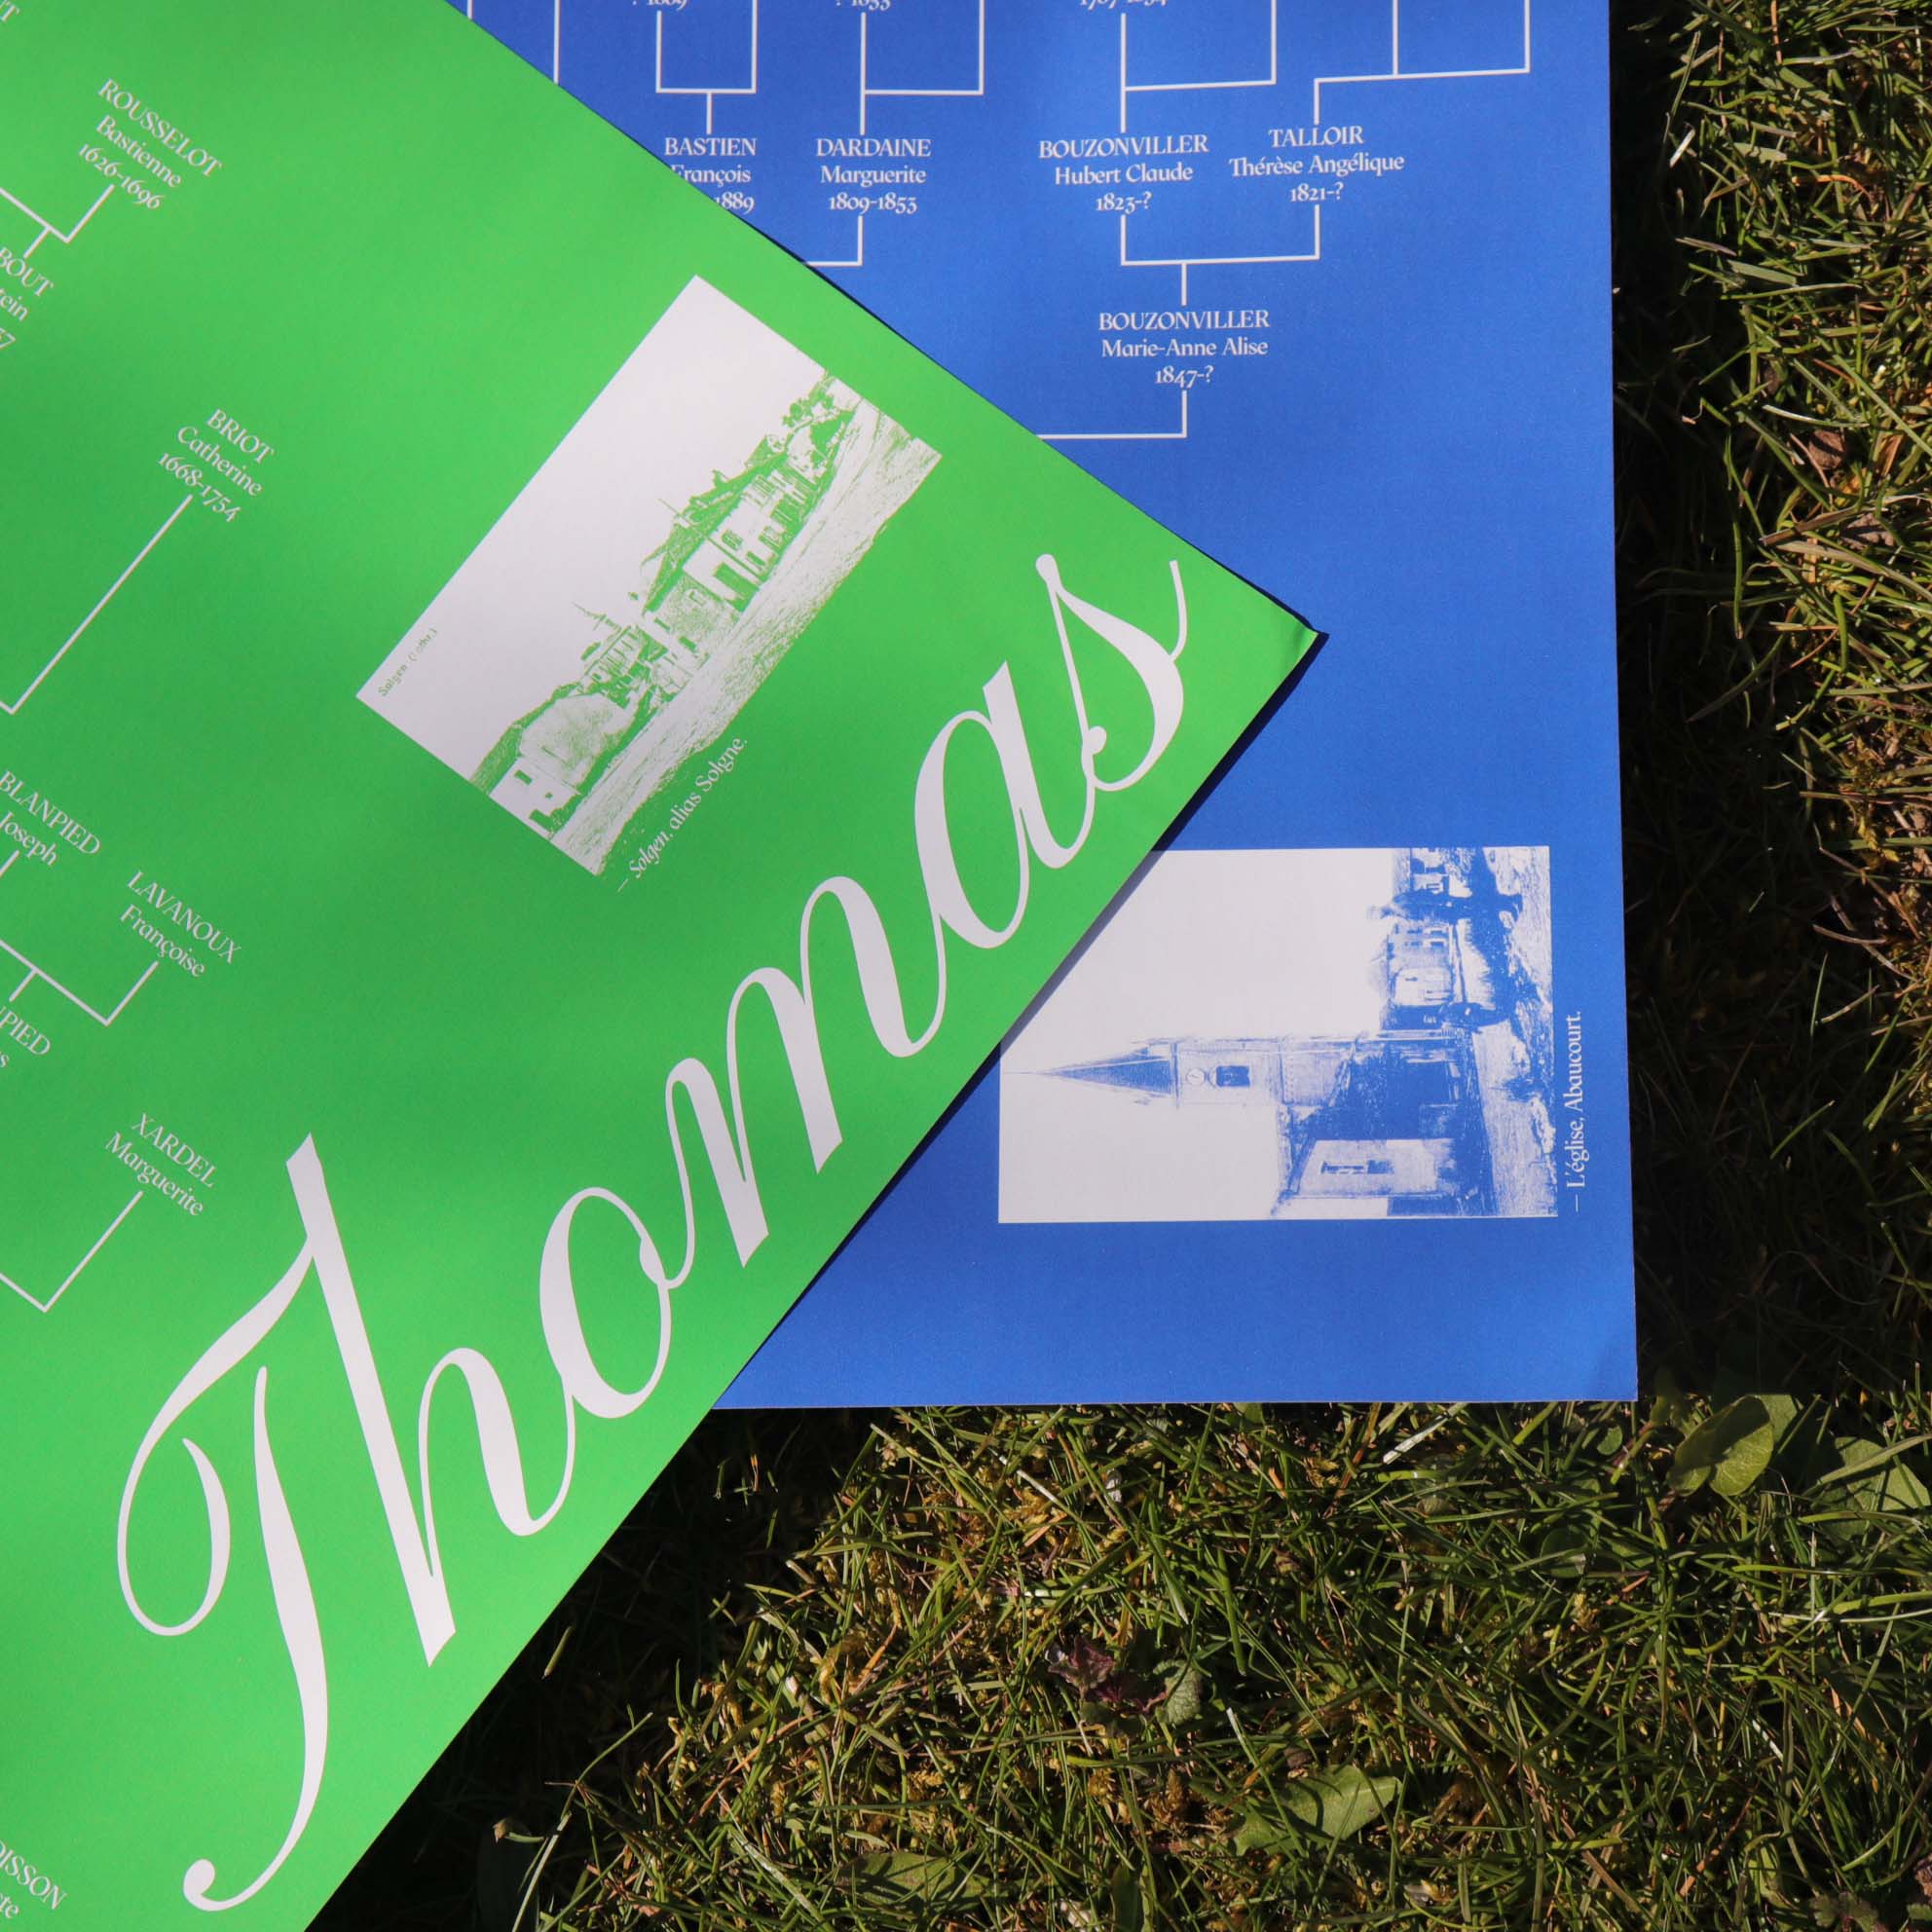 ROUSSELOT
Bastienne
1626-1696
BRIOT
Catherine
1668-1754
BLANPIED
Joseph
LAVANOUX
Françoise
XARDEL
Marguerite
— Solgen, alias Solgne.
Thomas
BASTIEN
François
1889
DARDAINE
Marguerite
1809-1853
BOUZONVILLER
Hubert Claude
1823-?
TALLOIR
Thérèse Angélique
1821-?
BOUZONVILLER
Marie-Anne Alise
1847-?
— L'église, Abaucourt.